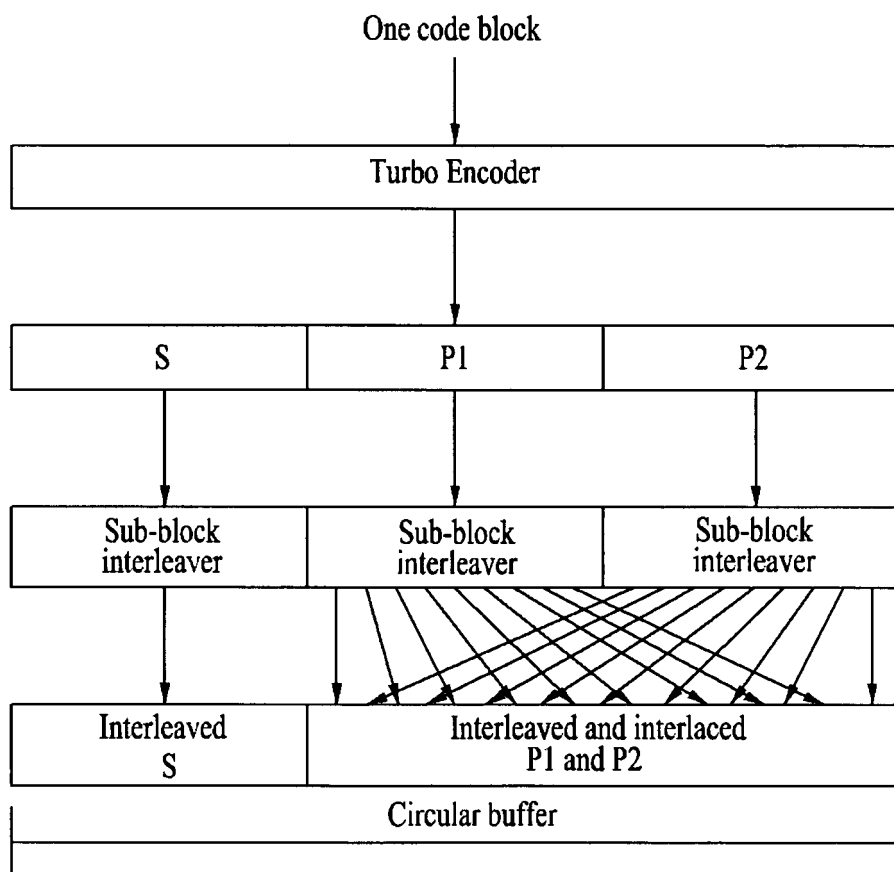 One code block
Turbo Encoder
S
P1
P2
Sub-block
interleaver
Sub-block
interleaver
Sub-block
interleaver
Interleaved
S
Interleaved and interlaced
P1 and P2
Circular buffer